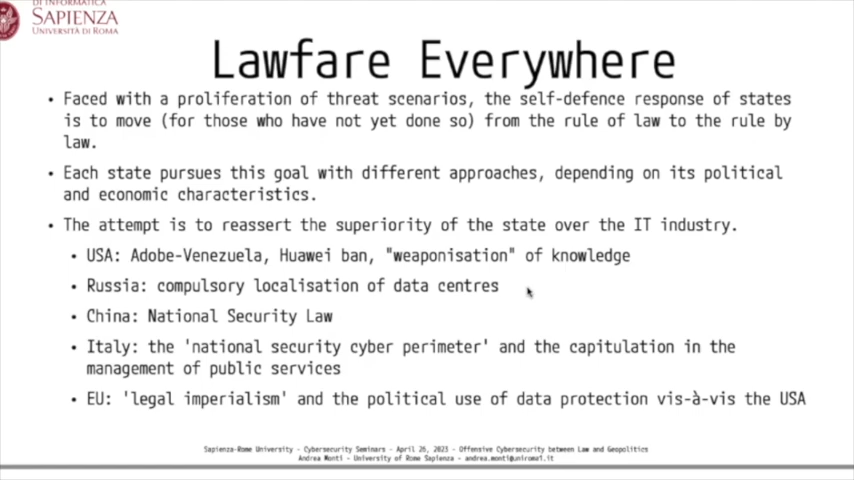 DI INFORMATICA
SAPIENZA
UNIVERSITÀ DI ROMA
Lawfare Everywhere
• Faced with a proliferation of threat scenarios, the self-defence response of states
is to move (for those who have not yet done so) from the rule of law to the rule by
law.
• Each state pursues this goal with different approaches, depending on its political
and economic characteristics.
• The attempt is to reassert the superiority of the state over the IT industry.
• USA: Adobe-Venezuela, Huawei ban, "weaponisation" of knowledge
• Russia: compulsory localisation of data centres
• China: National Security Law
• Italy: the 'national security cyber perimeter' and the capitulation in the
management of public services
• EU: 'legal imperialism' and the political use of data protection vis-à-vis the USA
Sapienza-Rome University - Cybersecurity Seminars - April 26, 2023 - Offensive Cybersecurity between Law and Geopolitics
Andrea Monti - University of Rome Sapienza - andrea.monti@uniroma1.it